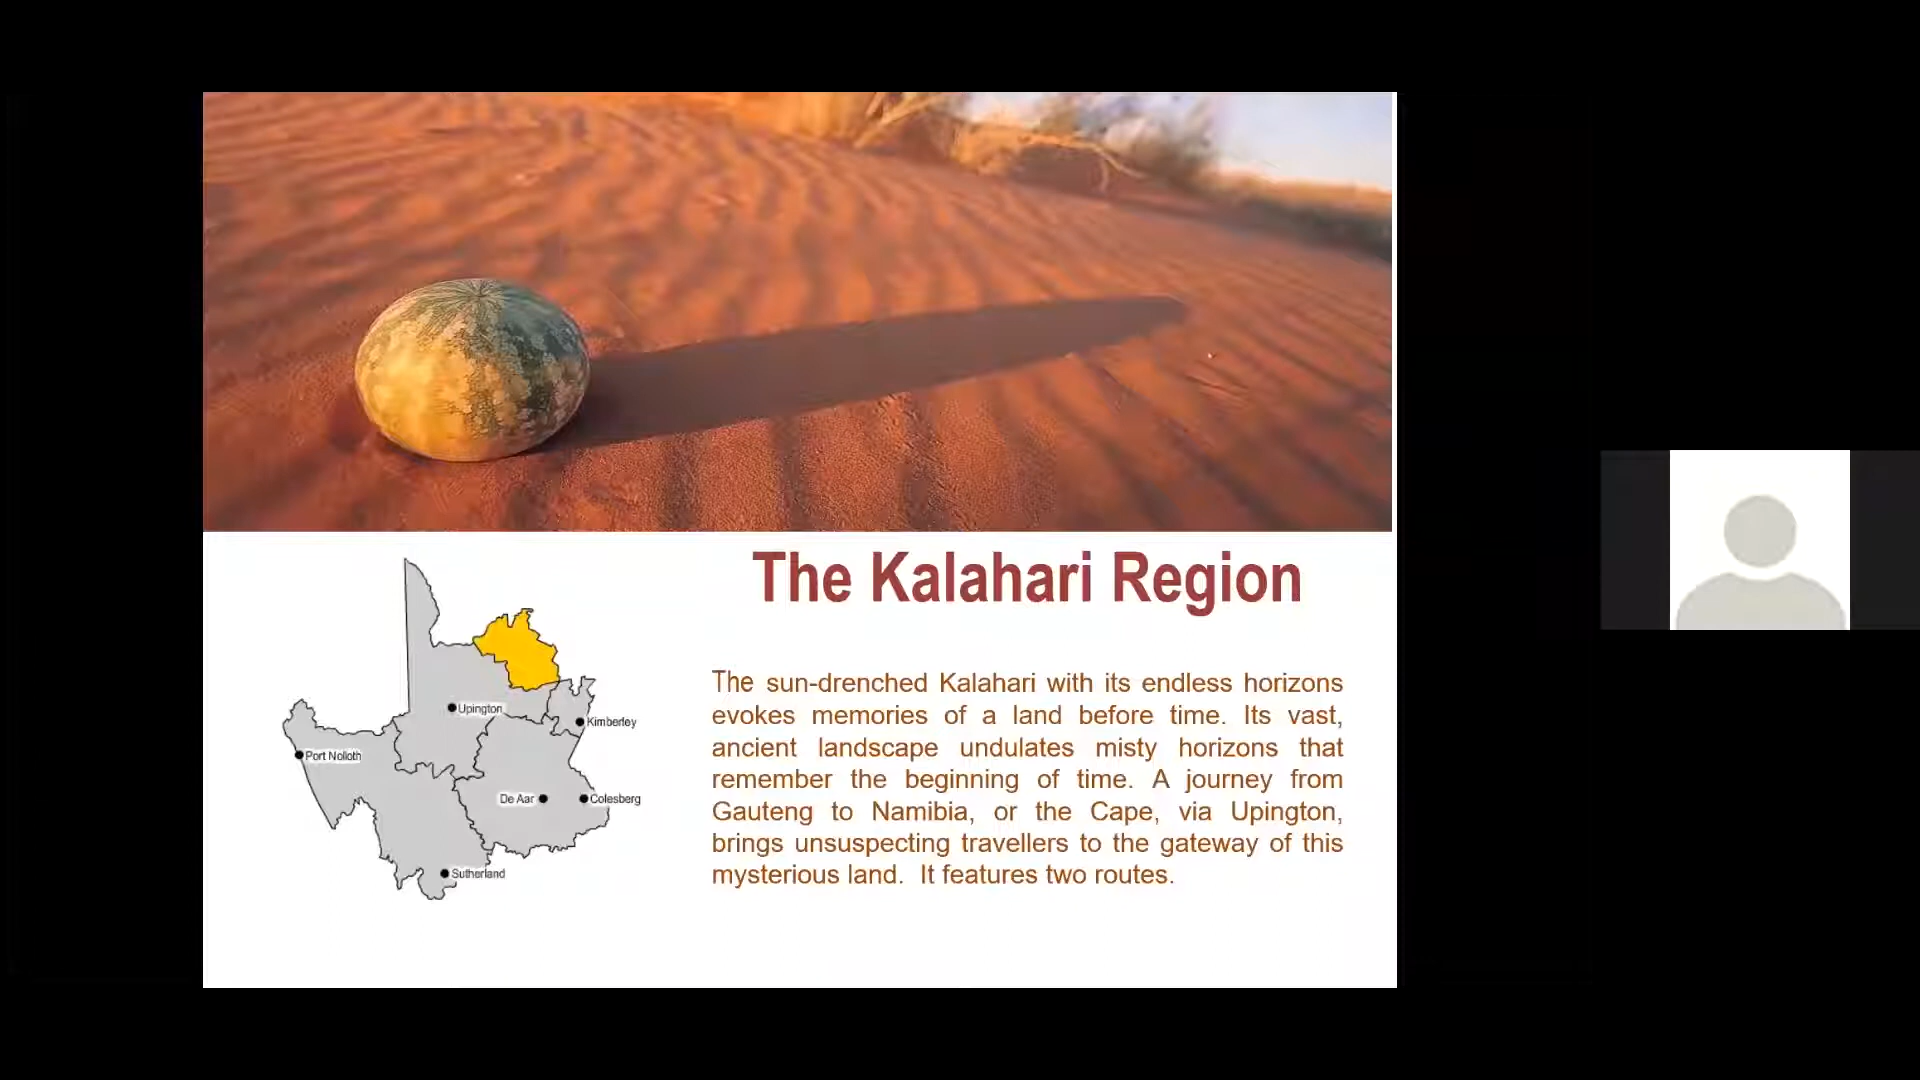 The Kalahari Region
The sun-drenched Kalahari with its endless horizons
evokes memories of a land before time. Its vast,
ancient landscape undulates misty horizons that
remember the beginning of time. A journey from
Gauteng to Namibia, or the Cape, via Upington,
brings unsuspecting travellers to the gateway of this
mysterious land. It features two routes.
Upington
Kimberley
Port Nolloth
De Aar
Colesberg
Sutherland